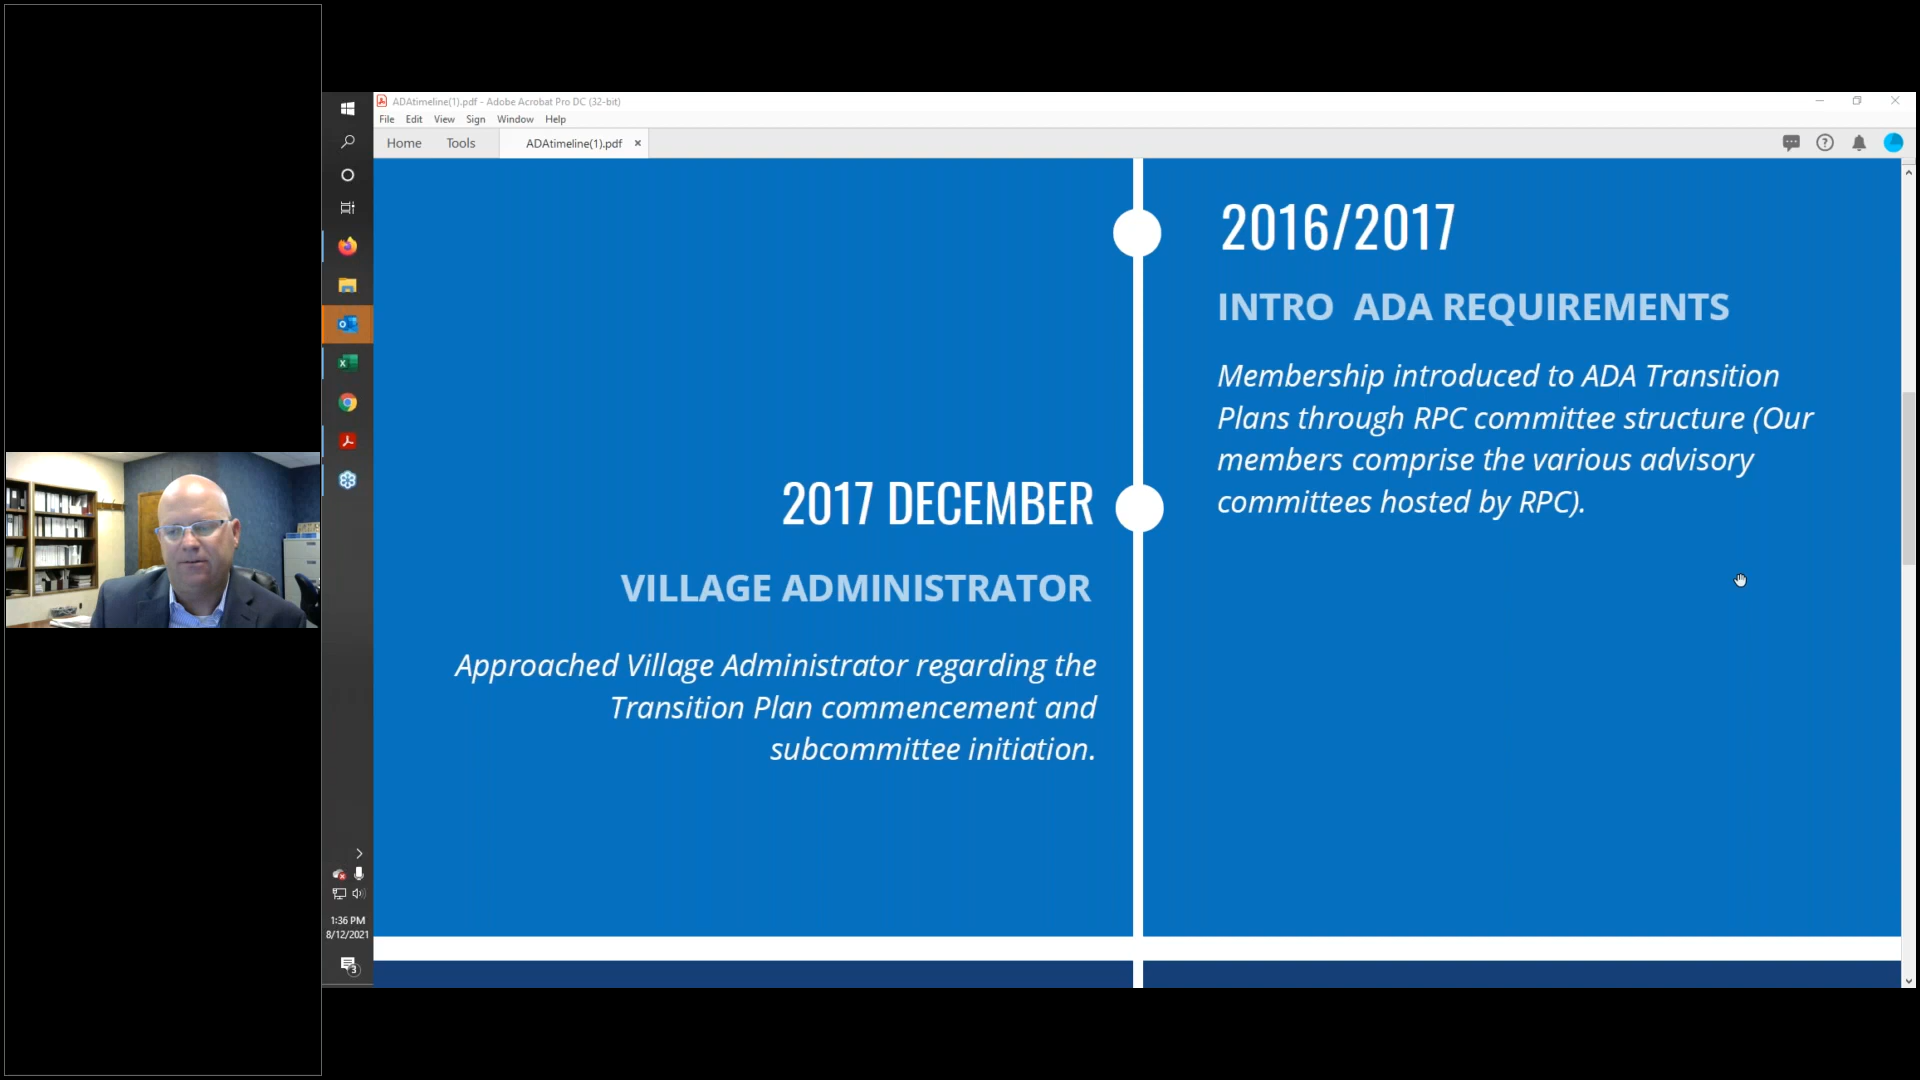 ADAtimeline(1).pdf - Adobe Acrobat Pro DC (32-bit)
File Edit View Sign Window Help
Home Tools ADAtimeline(1).pdf ×
2016/2017
INTRO ADA REQUIREMENTS
Membership introduced to ADA Transition
Plans through RPC committee structure (Our
members comprise the various advisory
committees hosted by RPC).
2017 DECEMBER
VILLAGE ADMINISTRATOR
Approached Village Administrator regarding the
Transition Plan commencement and
subcommittee initiation.
1:36 PM
8/12/2021
3